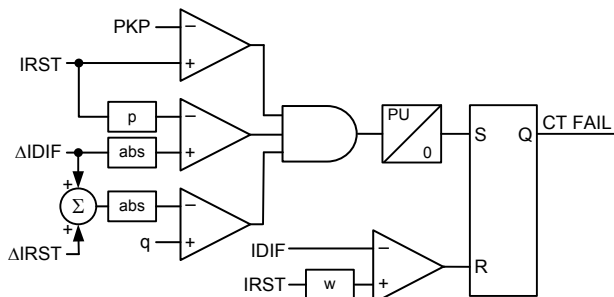 PKP
−
+
IRST
p
−
+
ΔIDIF
abs
+
Σ
+
abs
−
q
+
ΔIRST
PU
0
S
Q
CT FAIL
IDIF
−
IRST
w
+
R